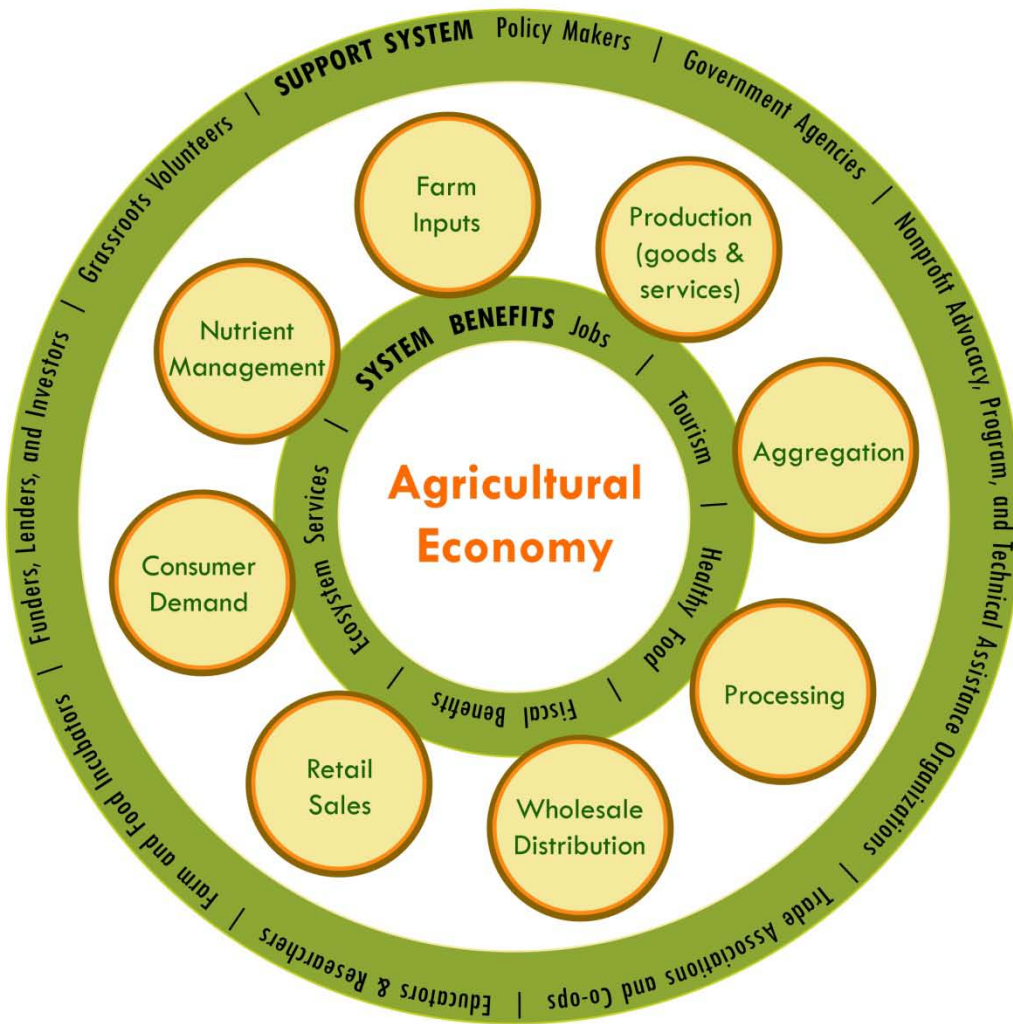 SUPPORT SYSTEM Policy Makers | Government Agencies | Nonprofit Advocacy, Program, and Technical Assistance Organizations | Trade Associations and Co-ops | Educators & Researchers | Farm and Food Incubators | Funders, Lenders, and Investors | Grassroots Volunteers |
Farm
Inputs
Production
(goods &
services)
Aggregation
Processing
Wholesale
Distribution
Retail
Sales
Consumer
Demand
Nutrient
Management
SYSTEM BENEFITS Jobs | Tourism | Healthy Food | Fiscal Benefits | Ecosystem Services |
Agricultural
Economy